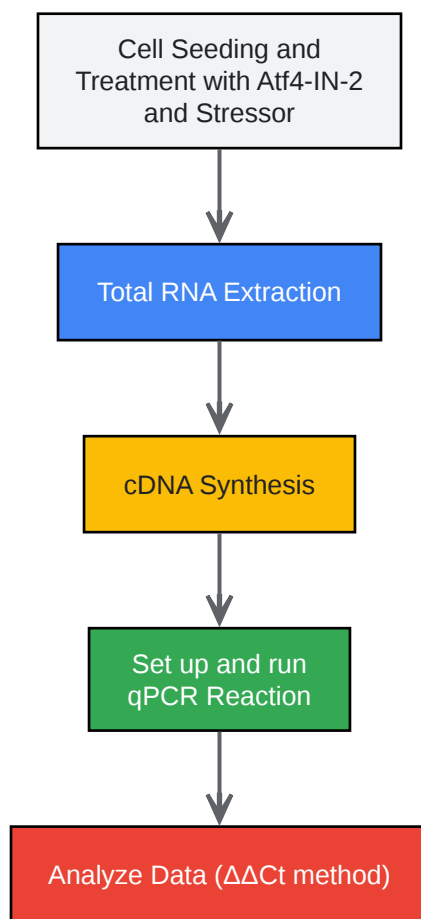 Cell Seeding and
Treatment with Atf4-IN-2
and Stressor
Total RNA Extraction
cDNA Synthesis
Set up and run
qPCR Reaction
Analyze Data (ΔΔCt method)